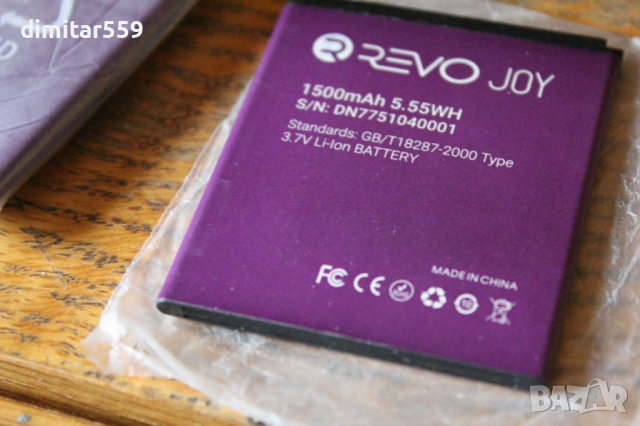 dimitar559
REVO JOY
1500mAh 5.55WH
S/N: DN7751040001
Standards: GB/T18287-2000 Type
3.7V Li-Ion BATTERY
MADE IN CHINA
FC CE
BAZAR